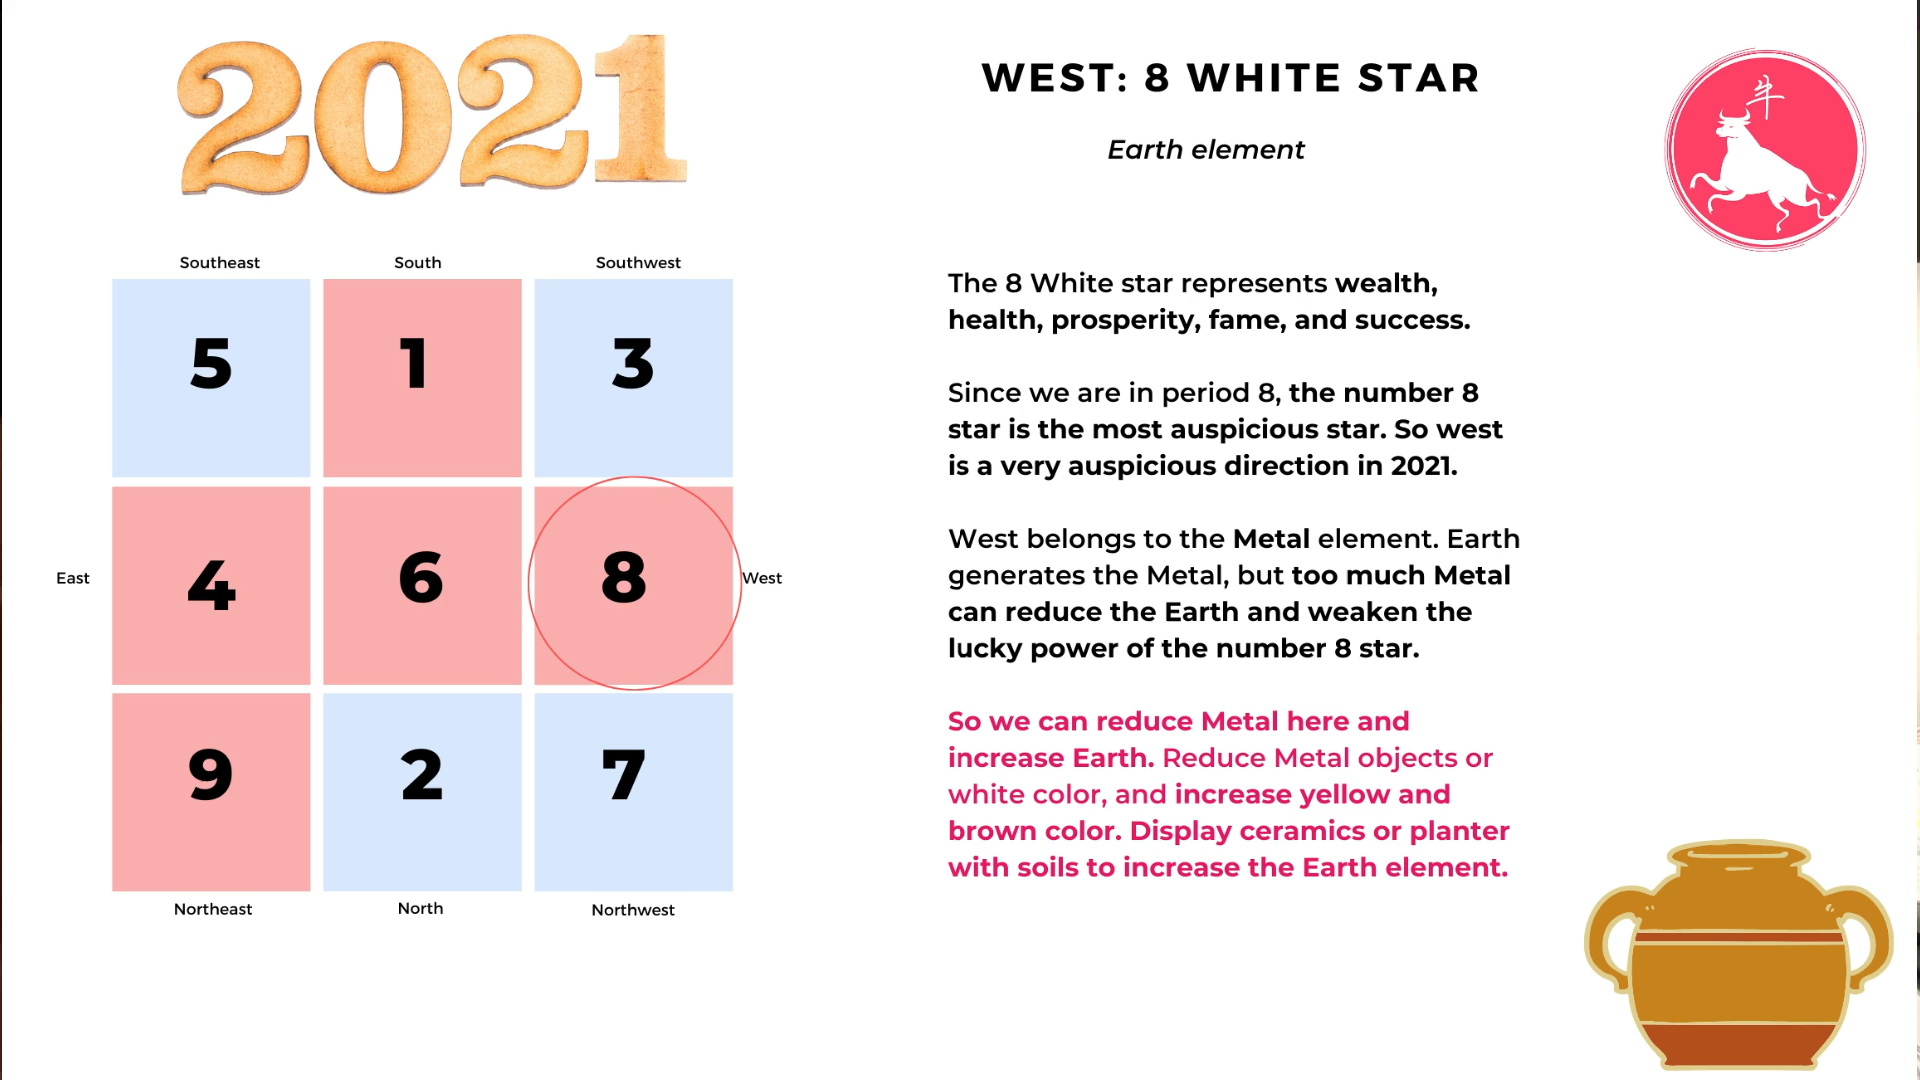 2021
WEST: 8 WHITE STAR
牛
Earth element
Southeast South Southwest
5 1 3
East 4 6 8 West
9 2 7
Northeast North Northwest
The 8 White star represents wealth,
health, prosperity, fame, and success.
Since we are in period 8, the number 8
star is the most auspicious star. So west
is a very auspicious direction in 2021.
West belongs to the Metal element. Earth
generates the Metal, but too much Metal
can reduce the Earth and weaken the
lucky power of the number 8 star.
So we can reduce Metal here and
increase Earth. Reduce Metal objects or
white color, and increase yellow and
brown color. Display ceramics or planter
with soils to increase the Earth element.